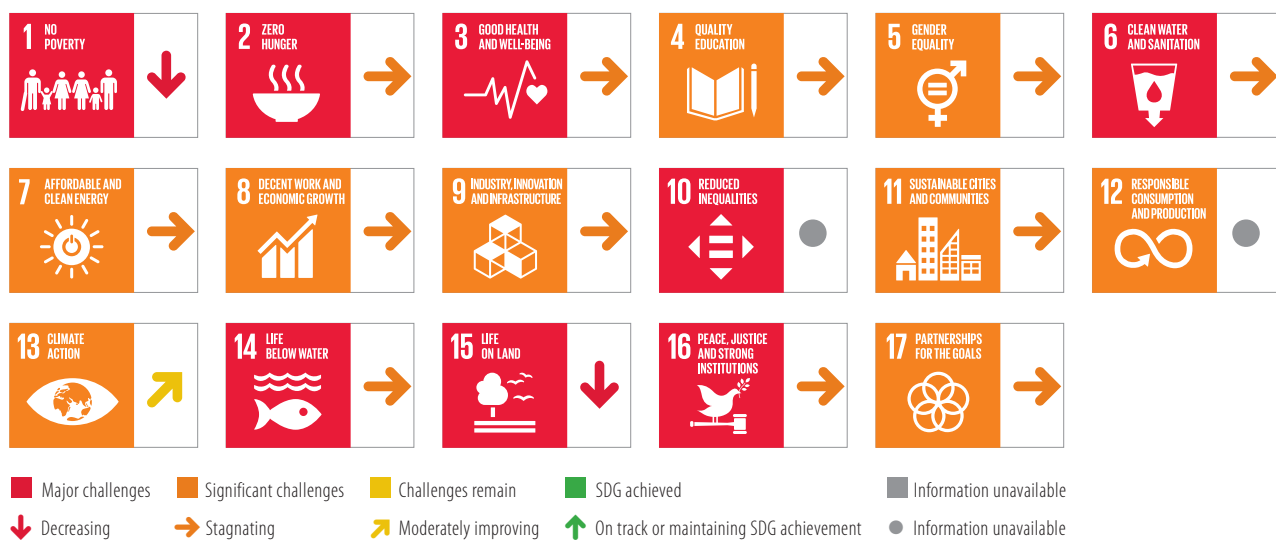 1 NO
POVERTY
2 ZERO
HUNGER
3 GOOD HEALTH
AND WELL-BEING
4 QUALITY
EDUCATION
5 GENDER
EQUALITY
6 CLEAN WATER
AND SANITATION
7 AFFORDABLE AND
CLEAN ENERGY
8 DECENT WORK AND
ECONOMIC GROWTH
9 INDUSTRY, INNOVATION
AND INFRASTRUCTURE
10 REDUCED
INEQUALITIES
11 SUSTAINABLE CITIES
AND COMMUNITIES
12 RESPONSIBLE
CONSUMPTION
AND PRODUCTION
13 CLIMATE
ACTION
14 LIFE
BELOW WATER
15 LIFE
ON LAND
16 PEACE, JUSTICE
AND STRONG
INSTITUTIONS
17 PARTNERSHIPS
FOR THE GOALS
Major challenges Significant challenges Challenges remain SDG achieved Information unavailable
Decreasing Stagnating Moderately improving On track or maintaining SDG achievement Information unavailable